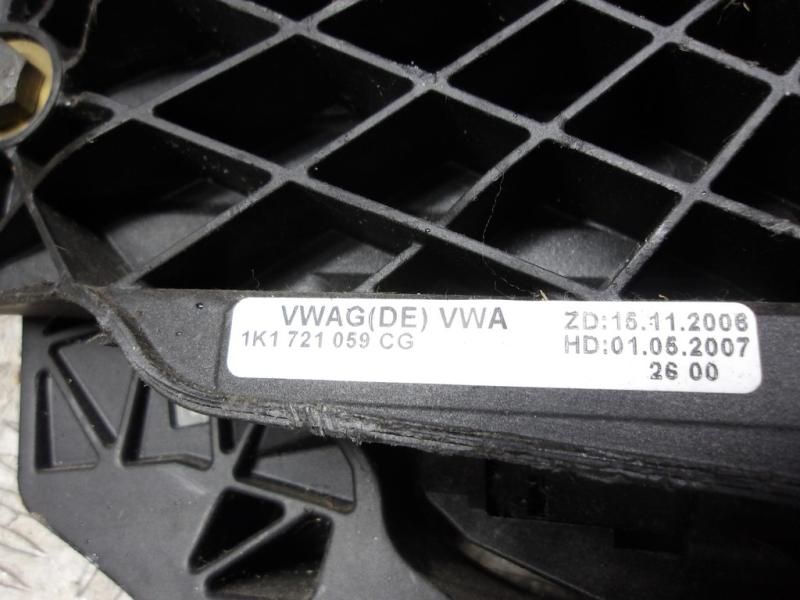 VWAG(DE) VWA
1K1 721 059 CG
ZD:15.11.2006
HD:01.05.2007
26 00